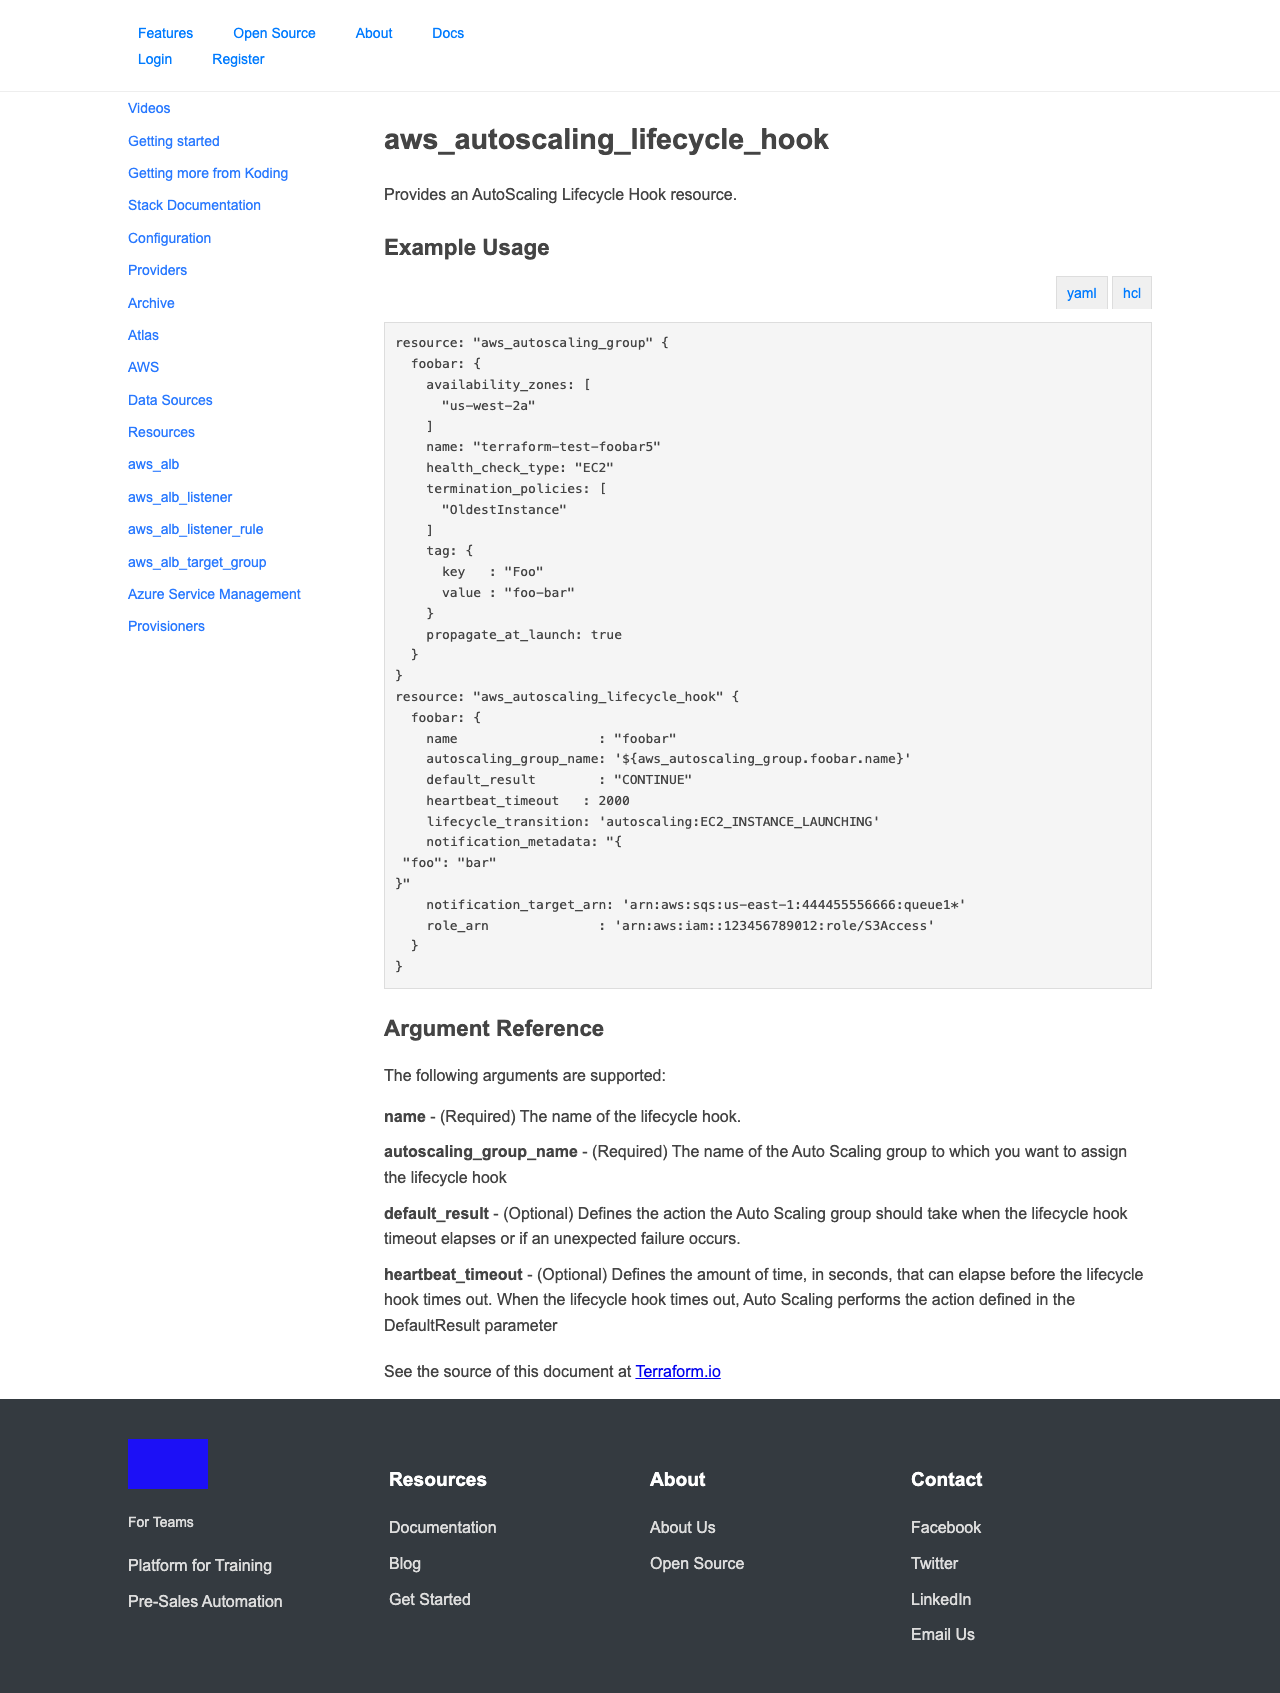 Features Open Source About Docs
Login Register
Videos
Getting started
Getting more from Koding
Stack Documentation
Configuration
Providers
Archive
Atlas
AWS
Data Sources
Resources
aws_alb
aws_alb_listener
aws_alb_listener_rule
aws_alb_target_group
Azure Service Management
Provisioners
aws_autoscaling_lifecycle_hook
Provides an AutoScaling Lifecycle Hook resource.
Example Usage
yaml hcl
resource: "aws_autoscaling_group" {
  foobar: {
    availability_zones: [
      "us-west-2a"
    ]
    name: "terraform-test-foobar5"
    health_check_type: "EC2"
    termination_policies: [
      "OldestInstance"
    ]
    tag: {
      key   : "Foo"
      value : "foo-bar"
    }
    propagate_at_launch: true
  }
}
resource: "aws_autoscaling_lifecycle_hook" {
  foobar: {
    name                  : "foobar"
    autoscaling_group_name: '${aws_autoscaling_group.foobar.name}'
    default_result        : "CONTINUE"
    heartbeat_timeout   : 2000
    lifecycle_transition: 'autoscaling:EC2_INSTANCE_LAUNCHING'
    notification_metadata: "{
 "foo": "bar"
}"
    notification_target_arn: 'arn:aws:sqs:us-east-1:444455556666:queue1*'
    role_arn              : 'arn:aws:iam::123456789012:role/S3Access'
  }
}
Argument Reference
The following arguments are supported:
name - (Required) The name of the lifecycle hook.
autoscaling_group_name - (Required) The name of the Auto Scaling group to which you want to assign
the lifecycle hook
default_result - (Optional) Defines the action the Auto Scaling group should take when the lifecycle hook
timeout elapses or if an unexpected failure occurs.
heartbeat_timeout - (Optional) Defines the amount of time, in seconds, that can elapse before the lifecycle
hook times out. When the lifecycle hook times out, Auto Scaling performs the action defined in the
DefaultResult parameter
See the source of this document at Terraform.io
For Teams
Platform for Training
Pre-Sales Automation
Resources
Documentation
Blog
Get Started
About
About Us
Open Source
Contact
Facebook
Twitter
LinkedIn
Email Us